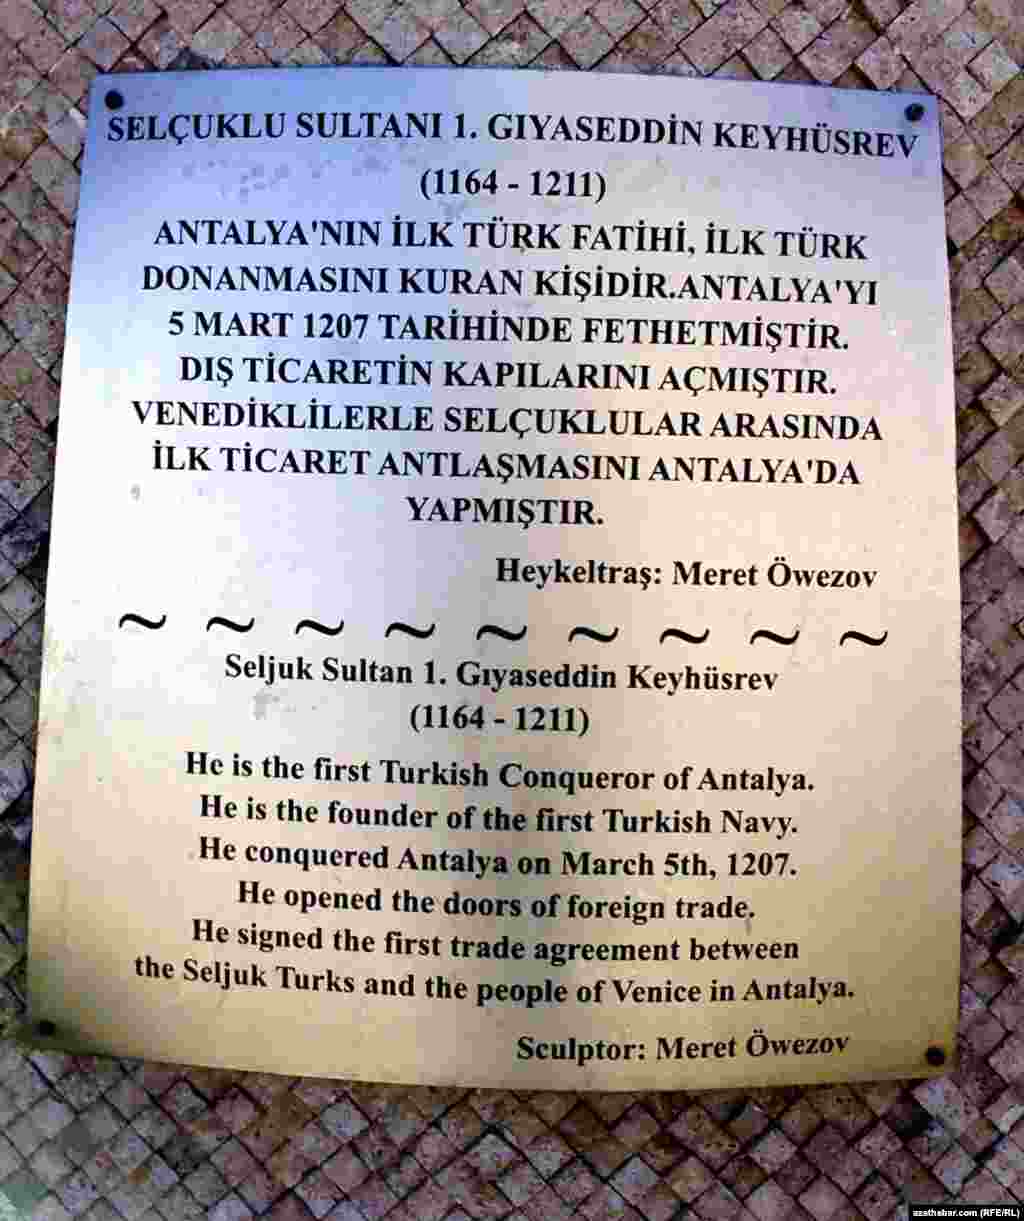 SELÇUKLU SULTANI 1. GIYASEDDİN KEYHÜSREV
(1164 - 1211)
ANTALYA'NIN İLK TÜRK FATİHİ, İLK TÜRK
DONANMASINI KURAN KİŞİDİR.ANTALYA'YI
5 MART 1207 TARİHİNDE FETHETMİŞTİR.
DIŞ TİCARETİN KAPILARINI AÇMIŞTIR.
VENEDİKLİLERLE SELÇUKLULAR ARASINDA
İLK TİCARET ANTLAŞMASINI ANTALYA'DA
YAPMIŞTIR.
Heykeltraş: Meret Öwezov
~ ~ ~ ~ ~ ~ ~ ~ ~
Seljuk Sultan 1. Gıyaseddin Keyhüsrev
(1164 - 1211)
He is the first Turkish Conqueror of Antalya.
He is the founder of the first Turkish Navy.
He conquered Antalya on March 5th, 1207.
He opened the doors of foreign trade.
He signed the first trade agreement between
the Seljuk Turks and the people of Venice in Antalya.
Sculptor: Meret Öwezov
azathabar.com (RFE/RL)